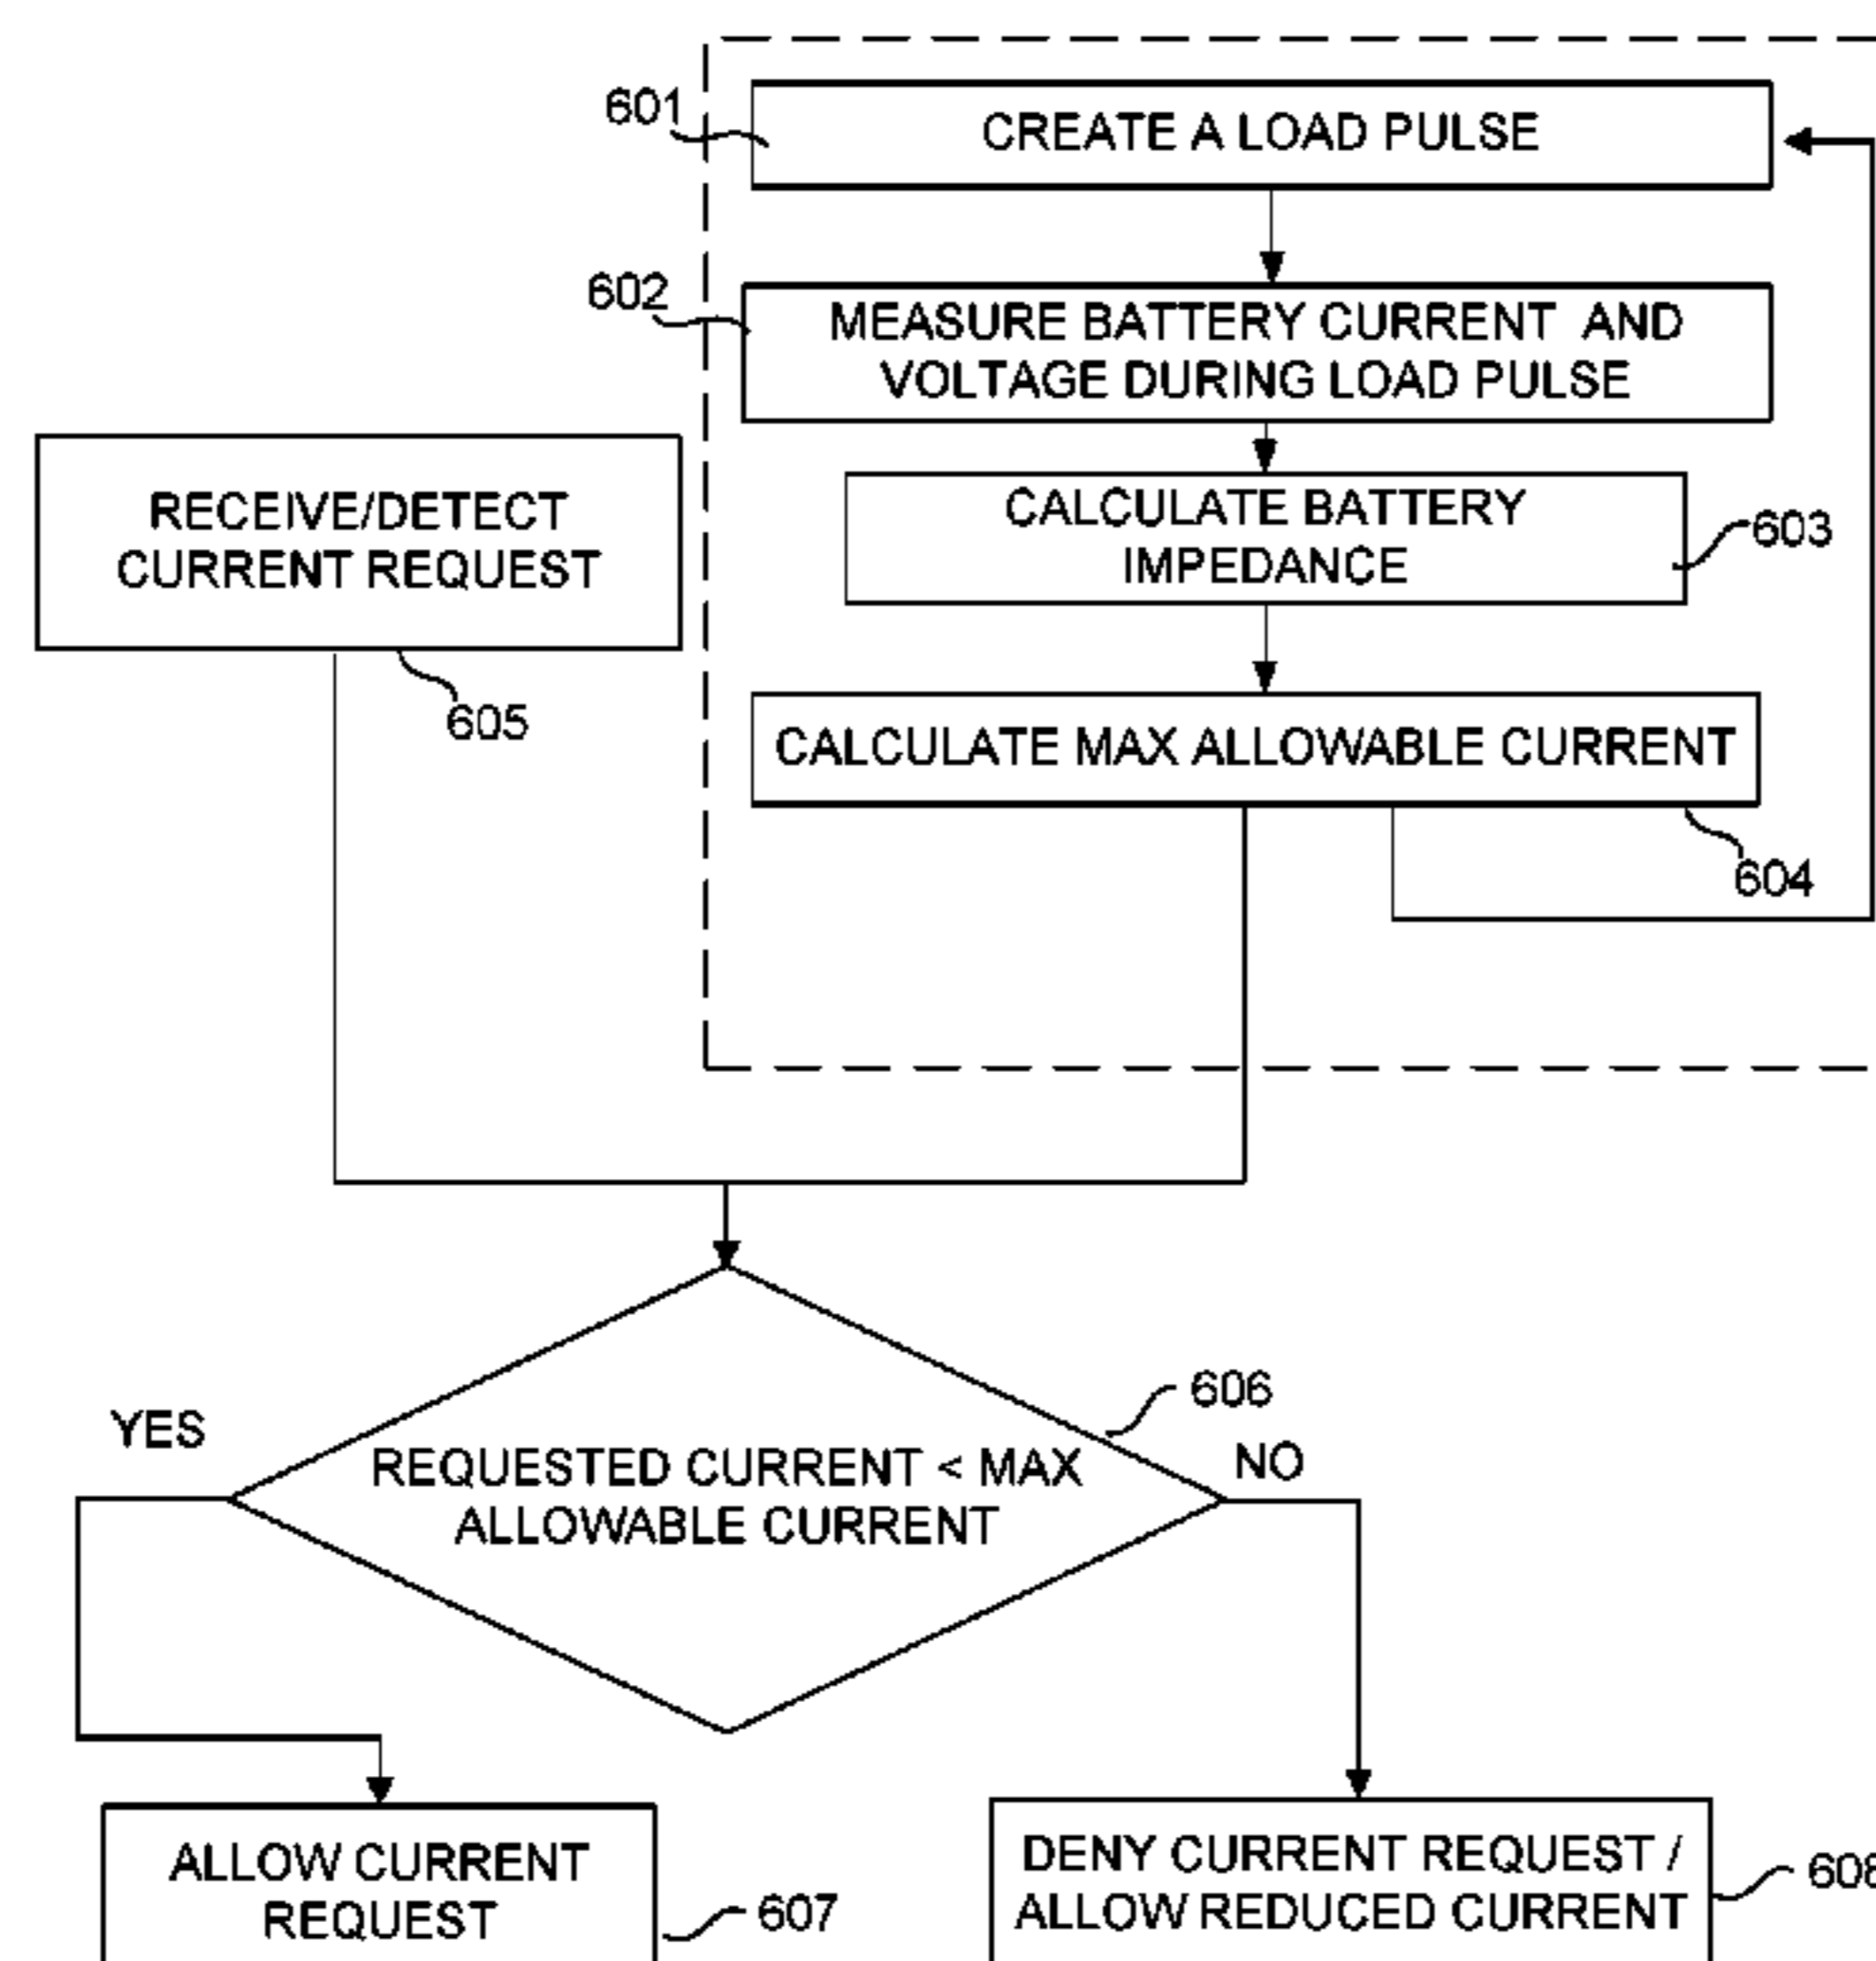 601
CREATE A LOAD PULSE
602
MEASURE BATTERY CURRENT AND
VOLTAGE DURING LOAD PULSE
RECEIVE/DETECT
CURRENT REQUEST
605
CALCULATE BATTERY
IMPEDANCE
603
CALCULATE MAX ALLOWABLE CURRENT
604
606
YES
REQUESTED CURRENT < MAX
ALLOWABLE CURRENT
NO
ALLOW CURRENT
REQUEST
607
DENY CURRENT REQUEST /
ALLOW REDUCED CURRENT
608